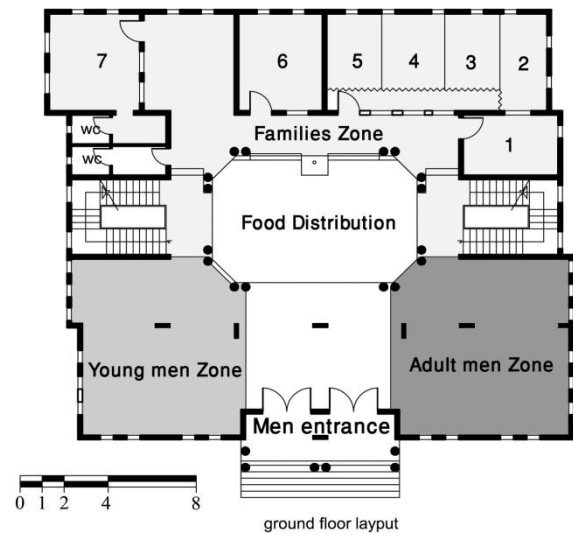 7
6
5
4
3
2
wc
Families Zone
1
wc
Food Distribution
Young men Zone
Adult men Zone
Men entrance
0 1 2 4 8
ground floor layput